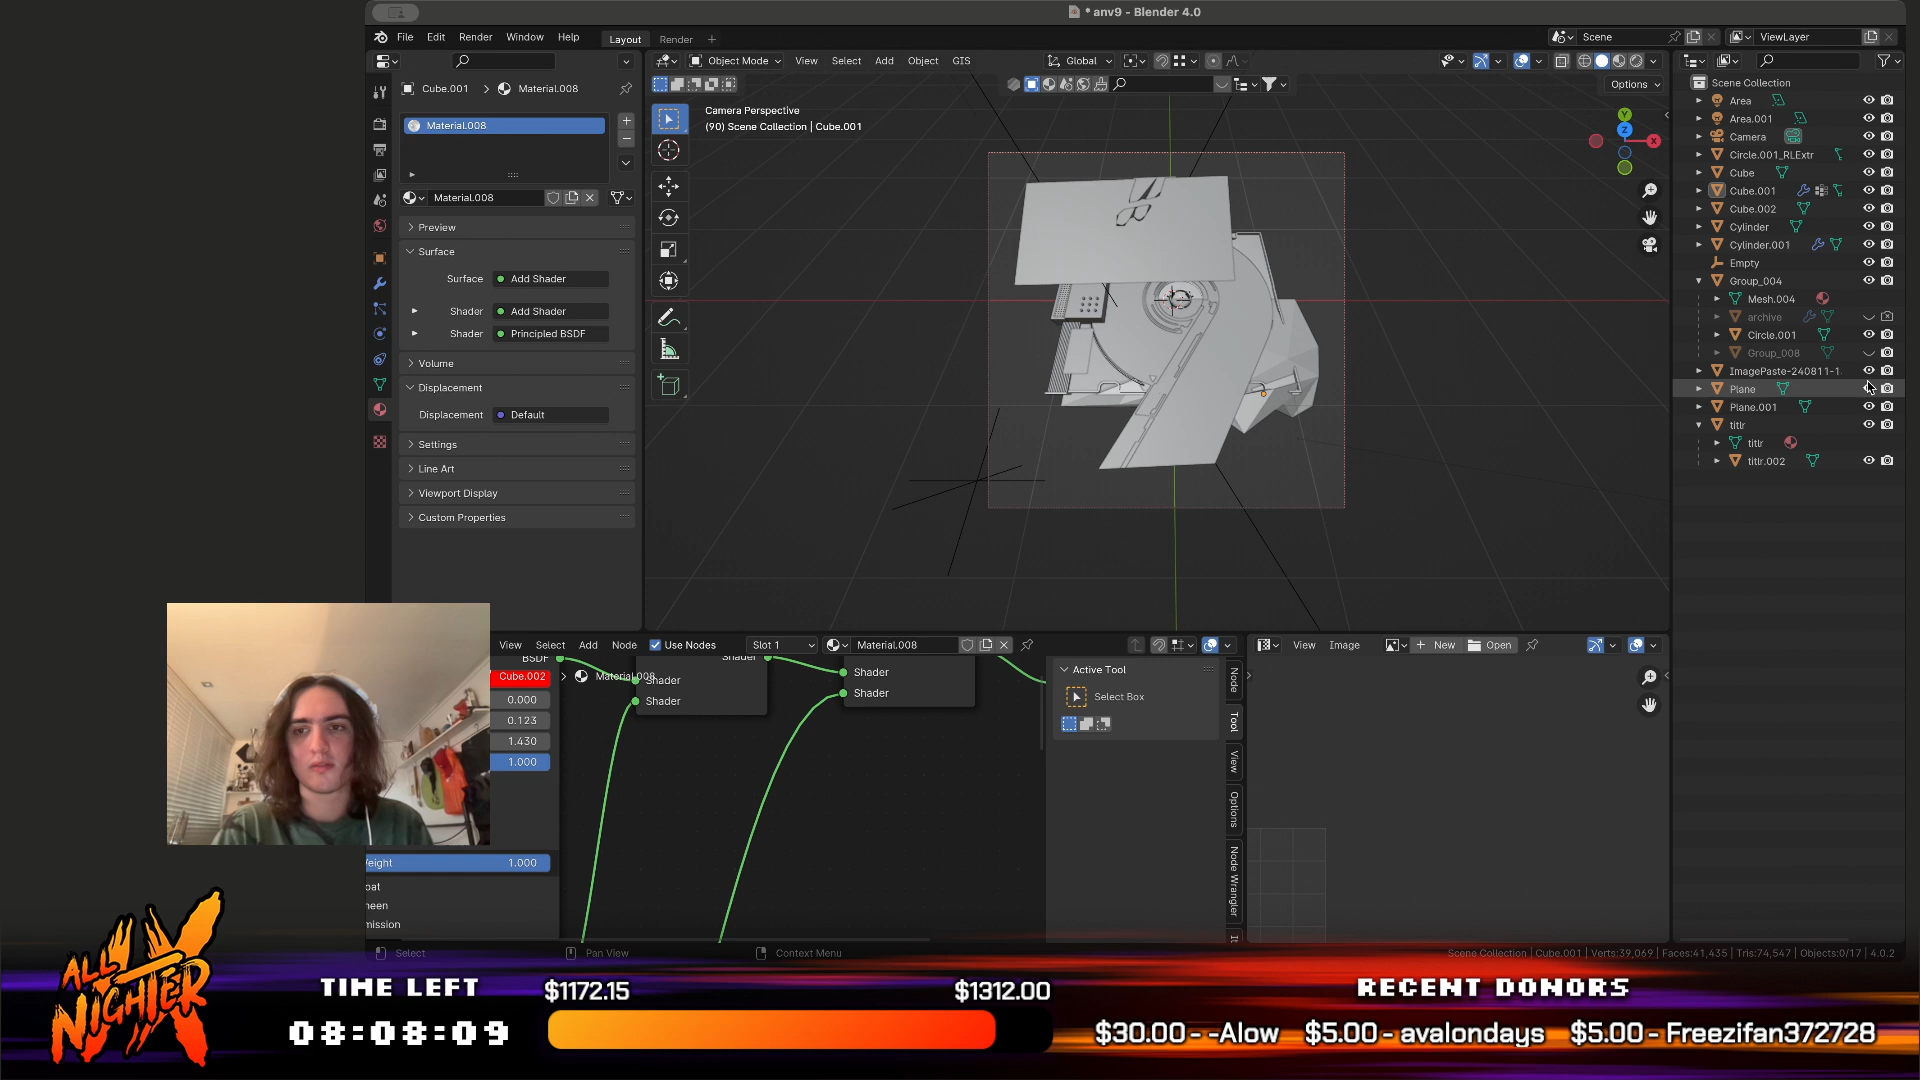 * anv9 - Blender 4.0
File Edit Render Window Help Layout Render +
Scene ViewLayer
Object Mode View Select Add Object GIS Global
Options
Cube.001 > Material.008
Material.008
Material.008
Preview
Surface
Surface Add Shader
Shader Add Shader
Shader Principled BSDF
Volume
Displacement
Displacement Default
Settings
Line Art
Viewport Display
Custom Properties
Camera Perspective
(90) Scene Collection | Cube.001
Y
Z
X
Scene Collection
Area
Area.001
Camera
Circle.001_RLExtr
Cube
Cube.001
Cube.002
Cylinder
Cylinder.001
Empty
Group_004
Mesh.004
archive
Circle.001
Group_008
ImagePaste-240811-1
Plane
Plane.001
titlr
titlr
titlr.002
View Select Add Node Use Nodes Slot 1 Material.008
View Image New Open
BSDF
Cube.002 > Material.008
0.000
0.123
1.430
1.000
Weight 1.000
oat
heen
mission
Shader
Shader
Shader
Shader
Shader
Active Tool
Select Box
Node
Tool
View
Options
Node Wrangler
Select Pan View Context Menu
Scene Collection | Cube.001 | Verts:39,069 | Faces:41,435 | Tris:74,547 | Objects:0/17 | 4.0.2
ALL NIGHTER
TIME LEFT
08:08:09
$1172.15 $1312.00
RECENT DONORS
$30.00 - -Alow $5.00 - avalondays $5.00 - Freezifan372728